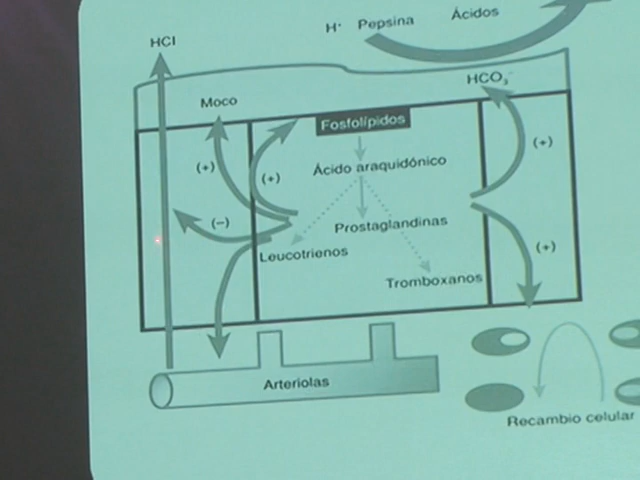 H+ Pepsina Ácidos
HCl
HCO3-
Moco
Fosfolípidos
(+)
(+)
(+)
Ácido araquidónico
(−)
Prostaglandinas
(+)
Leucotrienos
Tromboxanos
Arteriolas
Recambio celular